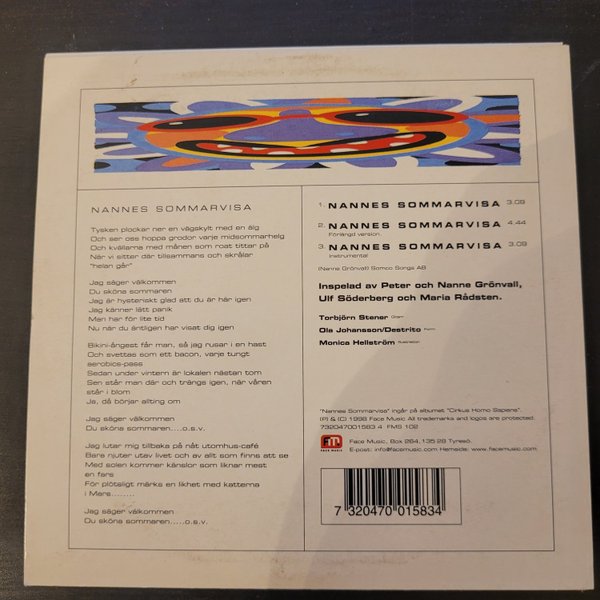 NANNES SOMMARVISA
Tysken plockar ner en vägskylt med en älg
Och ser oss hoppa grodor varje midsommarhelg
Och kvällarna med månen som roat tittar på
När vi sitter där tillsammans och skrålar
"helan går"
Jag säger välkommen
Du sköna sommaren
Jag är hysteriskt glad att du är här igen
Jag känner lätt panik
Men har för lite tid
Nu när du äntligen har visat dig igen
Bikini-ångest får man, så jag rusar i en hast
Och svettas som ett bacon, varje tungt
aerobics-pass
Sedan under vintern är lokalen nästan tom
Sen står man där och trängs igen, när våren
står i blom
Ja, då börjar allting om
Jag säger välkommen
Du sköna sommaren....o.s.v.
Jag lutar mig tillbaka på nåt utomhus-café
Bara njuter utav livet och av allt som finns att se
Med solen kommer känslor som liknar mest
en fars
För plötsligt märks en likhet med katterna
i Mars........
Jag säger välkommen
Du sköna sommaren.....o.s.v.
1. NANNES SOMMARVISA 3.09
2. NANNES SOMMARVISA 4.44
Förlängd version.
3. NANNES SOMMARVISA 3.09
Instrumental
(Nanne Grönvall) Somco Songs AB
Inspelad av Peter och Nanne Grönvall,
Ulf Söderberg och Maria Rådsten.
Torbjörn Stener Gitarr
Ola Johansson/Destrito Form
Monica Hellström Illustration
"Nannes Sommarvisa" ingår på albumet "Cirkus Homo Sapiens".
(P) & (C) 1998 Face Music All trademarks and logos are protected.
7320470015834 FMS 102
FM
FACE MUSIC
Face Music, Box 264, 135 23 Tyresö.
E-post: info@facemusic.com Hemsida: www.facemusic.com
7 320470 015834